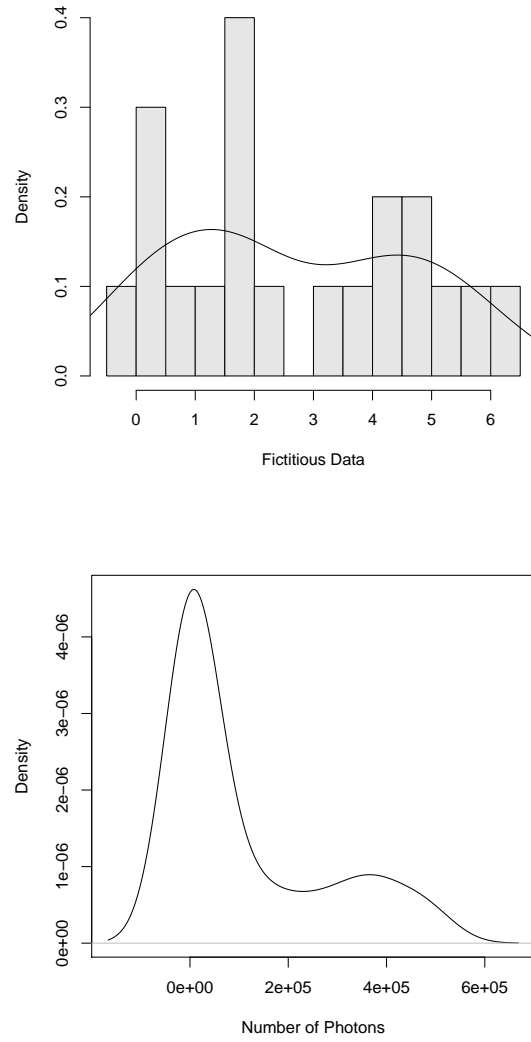 0.4
0.3
0.2
0.1
0.0
Density
0 1 2 3 4 5 6
Fictitious Data
4e-06
3e-06
2e-06
1e-06
0e+00
Density
0e+00 2e+05 4e+05 6e+05
Number of Photons